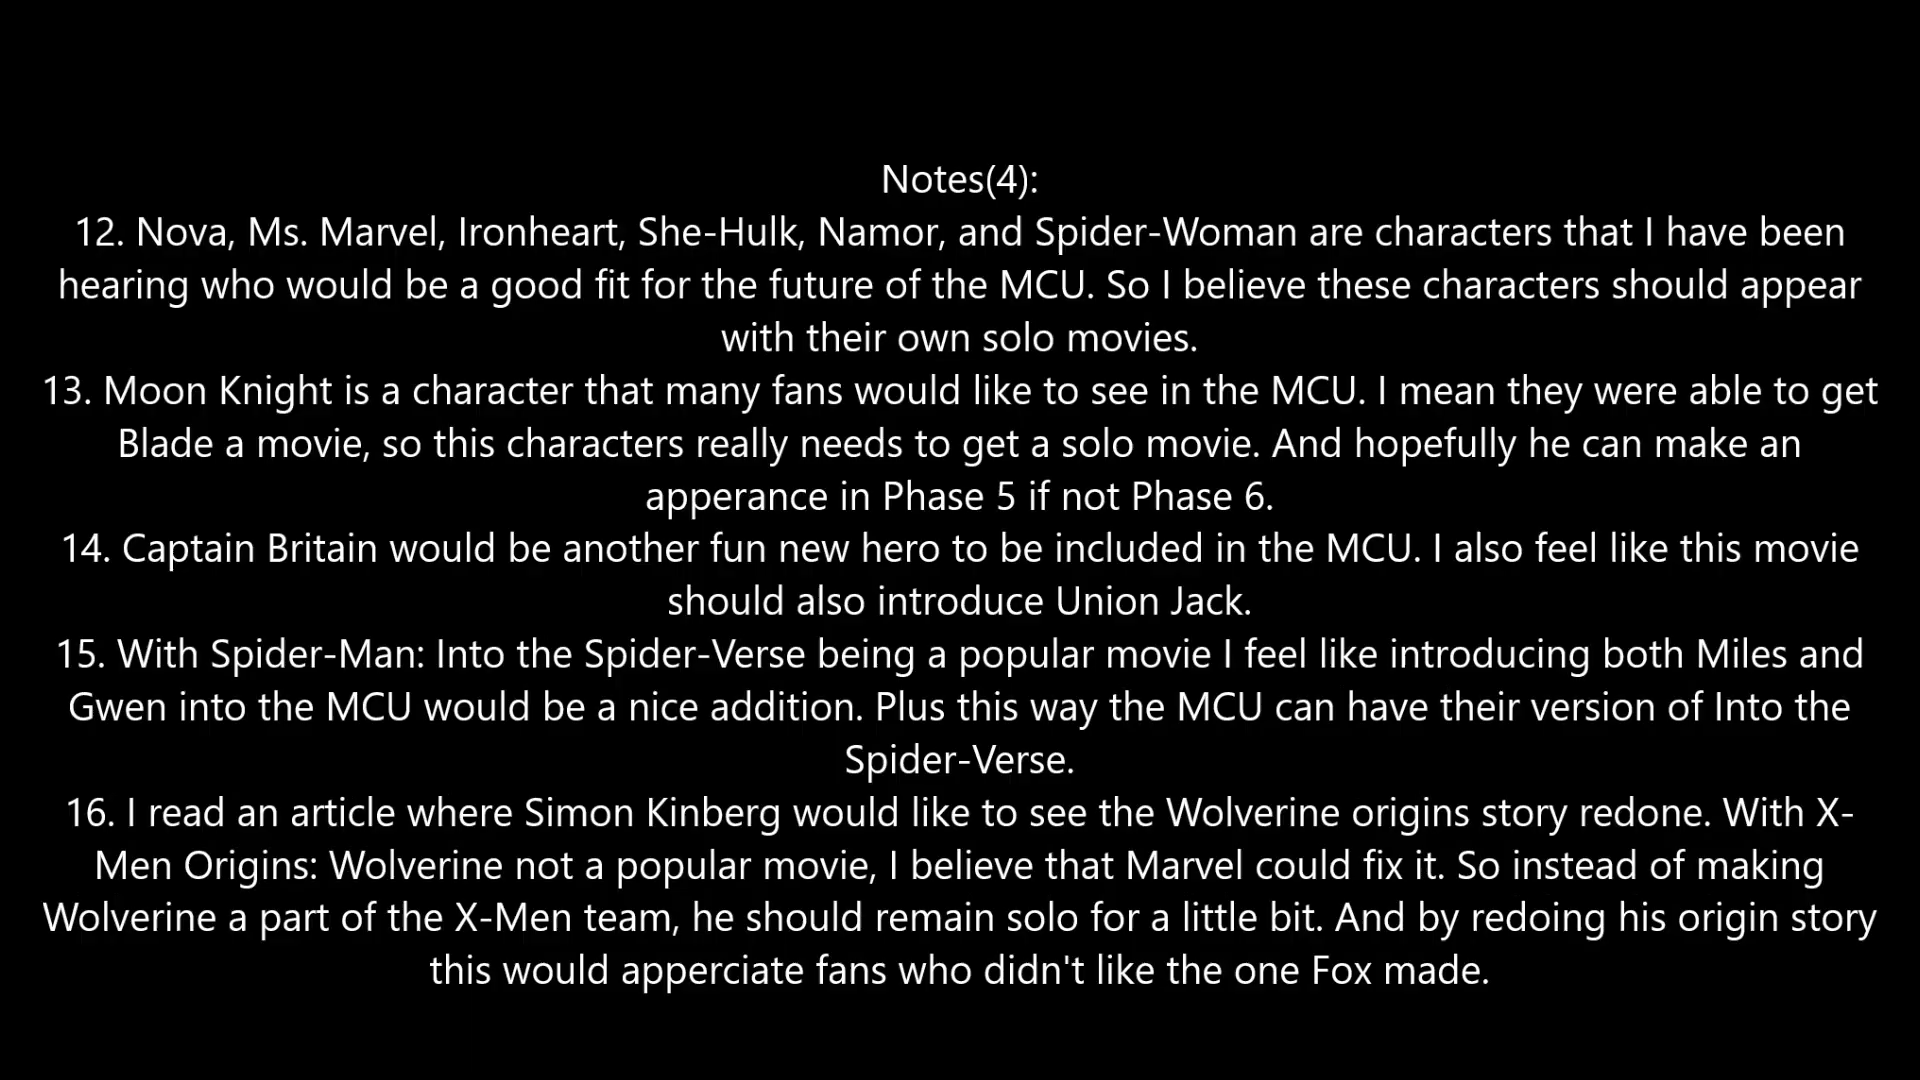 Notes(4):
12. Nova, Ms. Marvel, Ironheart, She-Hulk, Namor, and Spider-Woman are characters that I have been
hearing who would be a good fit for the future of the MCU. So I believe these characters should appear
with their own solo movies.
13. Moon Knight is a character that many fans would like to see in the MCU. I mean they were able to get
Blade a movie, so this characters really needs to get a solo movie. And hopefully he can make an
apperance in Phase 5 if not Phase 6.
14. Captain Britain would be another fun new hero to be included in the MCU. I also feel like this movie
should also introduce Union Jack.
15. With Spider-Man: Into the Spider-Verse being a popular movie I feel like introducing both Miles and
Gwen into the MCU would be a nice addition. Plus this way the MCU can have their version of Into the
Spider-Verse.
16. I read an article where Simon Kinberg would like to see the Wolverine origins story redone. With X-
Men Origins: Wolverine not a popular movie, I believe that Marvel could fix it. So instead of making
Wolverine a part of the X-Men team, he should remain solo for a little bit. And by redoing his origin story
this would apperciate fans who didn't like the one Fox made.